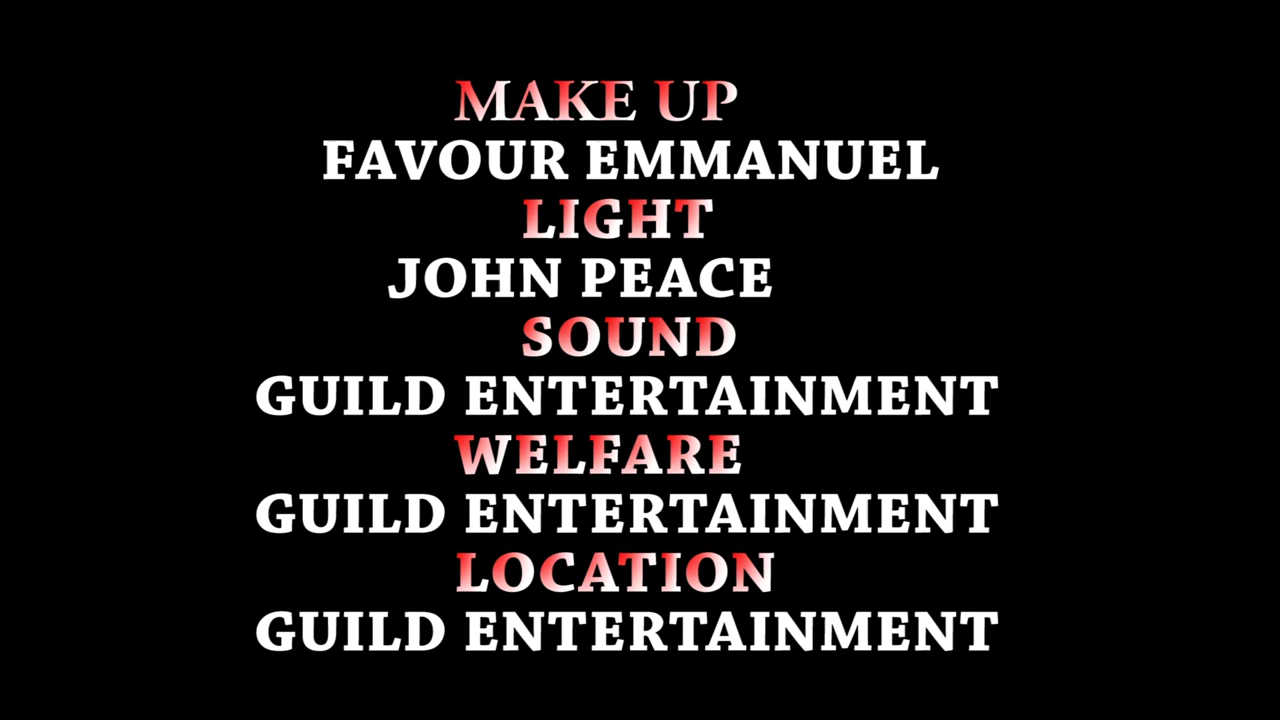 MAKE UP
FAVOUR EMMANUEL
LIGHT
JOHN PEACE
SOUND
GUILD ENTERTAINMENT
WELFARE
GUILD ENTERTAINMENT
LOCATION
GUILD ENTERTAINMENT